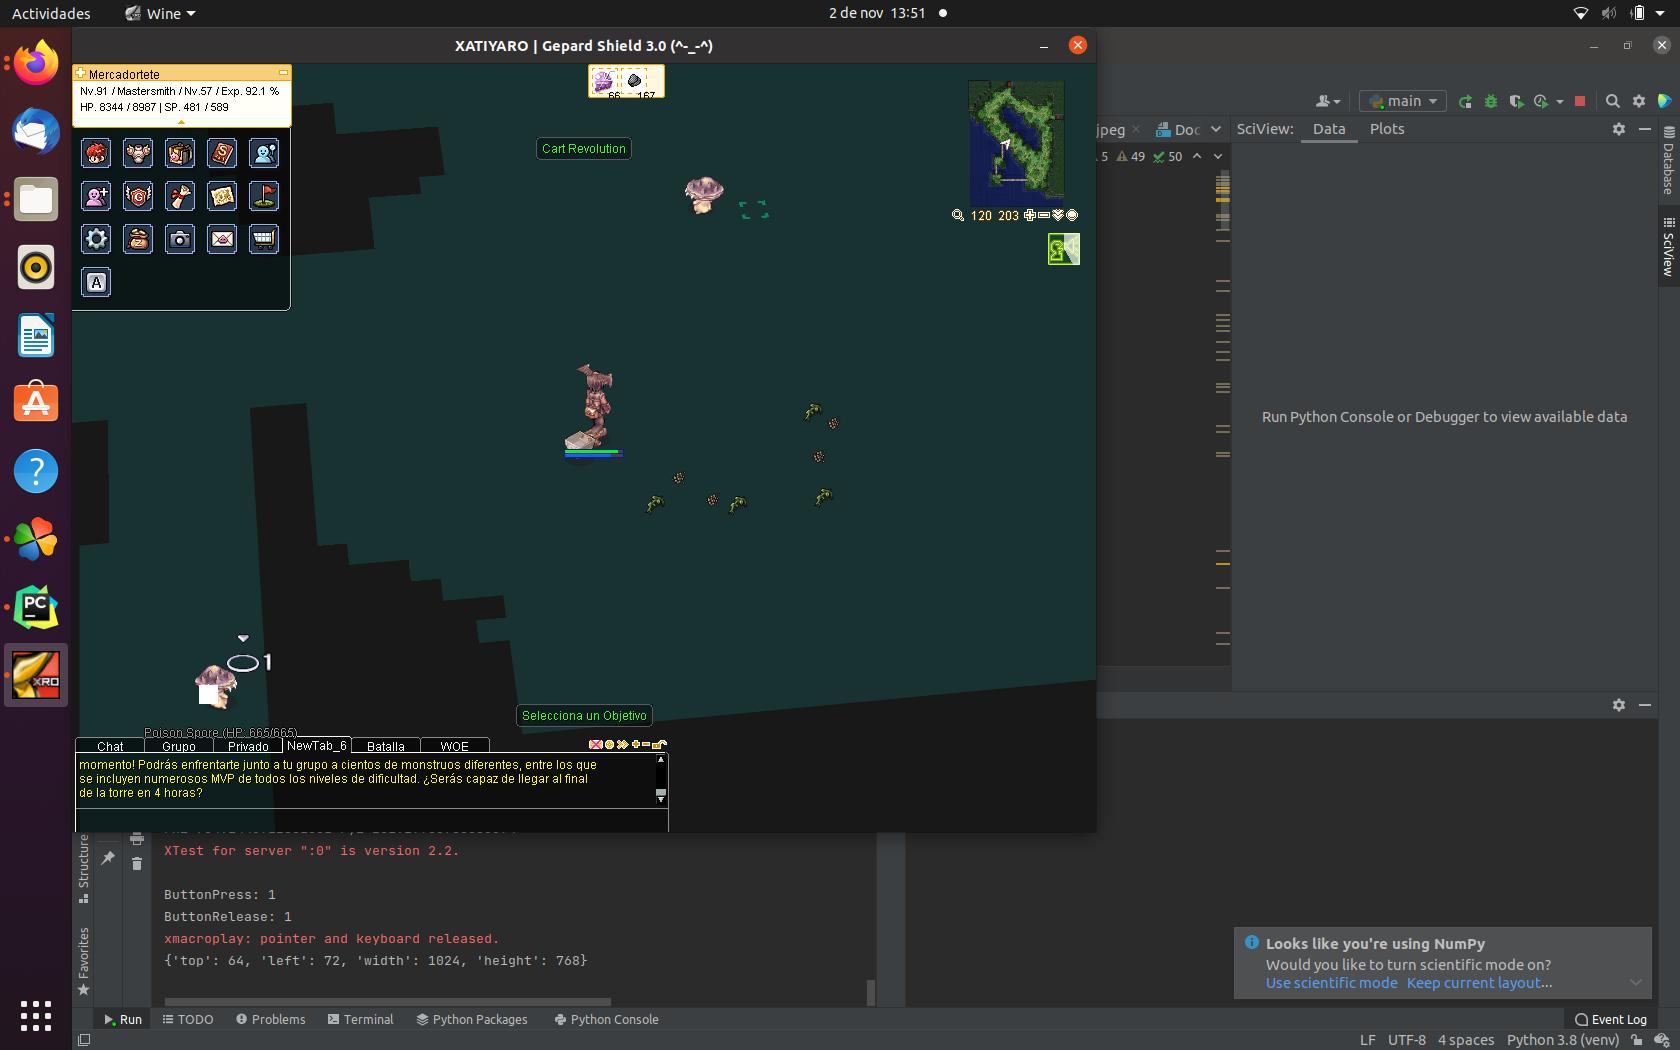 Actividades
Wine
2 de nov 13:51
XATIYARO | Gepard Shield 3.0 (^-_-^)
Mercadortete
Nv.91 / Mastersmith / Nv.57 / Exp. 92.1 %
HP. 8344 / 8987 | SP. 481 / 589
66
167
Cart Revolution
120 203
A
1
Selecciona un Objetivo
Poison Spore (HP: 665/665)
Chat
Grupo
Privado
NewTab_6
Batalla
WOE
momento! Podrás enfrentarte junto a tu grupo a cientos de monstruos diferentes, entre los que
se incluyen numerosos MVP de todos los niveles de dificultad. ¿Serás capaz de llegar al final
de la torre en 4 horas?
main
jpeg
Doc
SciView:
Data
Plots
5
49
50
Database
SciView
Run Python Console or Debugger to view available data
PC
XRO
XTest for server ":0" is version 2.2.
ButtonPress: 1
ButtonRelease: 1
xmacroplay: pointer and keyboard released.
{'top': 64, 'left': 72, 'width': 1024, 'height': 768}
Structure
Favorites
Looks like you're using NumPy
Would you like to turn scientific mode on?
Use scientific mode
Keep current layout...
Run
TODO
Problems
Terminal
Python Packages
Python Console
Event Log
LF
UTF-8
4 spaces
Python 3.8 (venv)